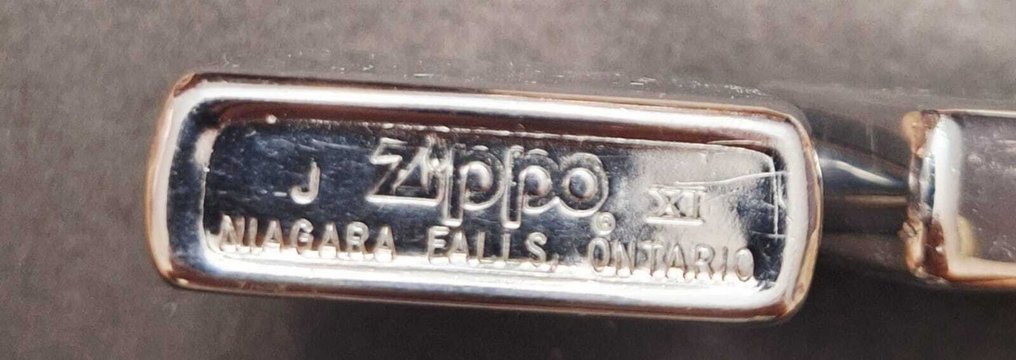 J Zippo® XI
NIAGARA FALLS, ONTARIO